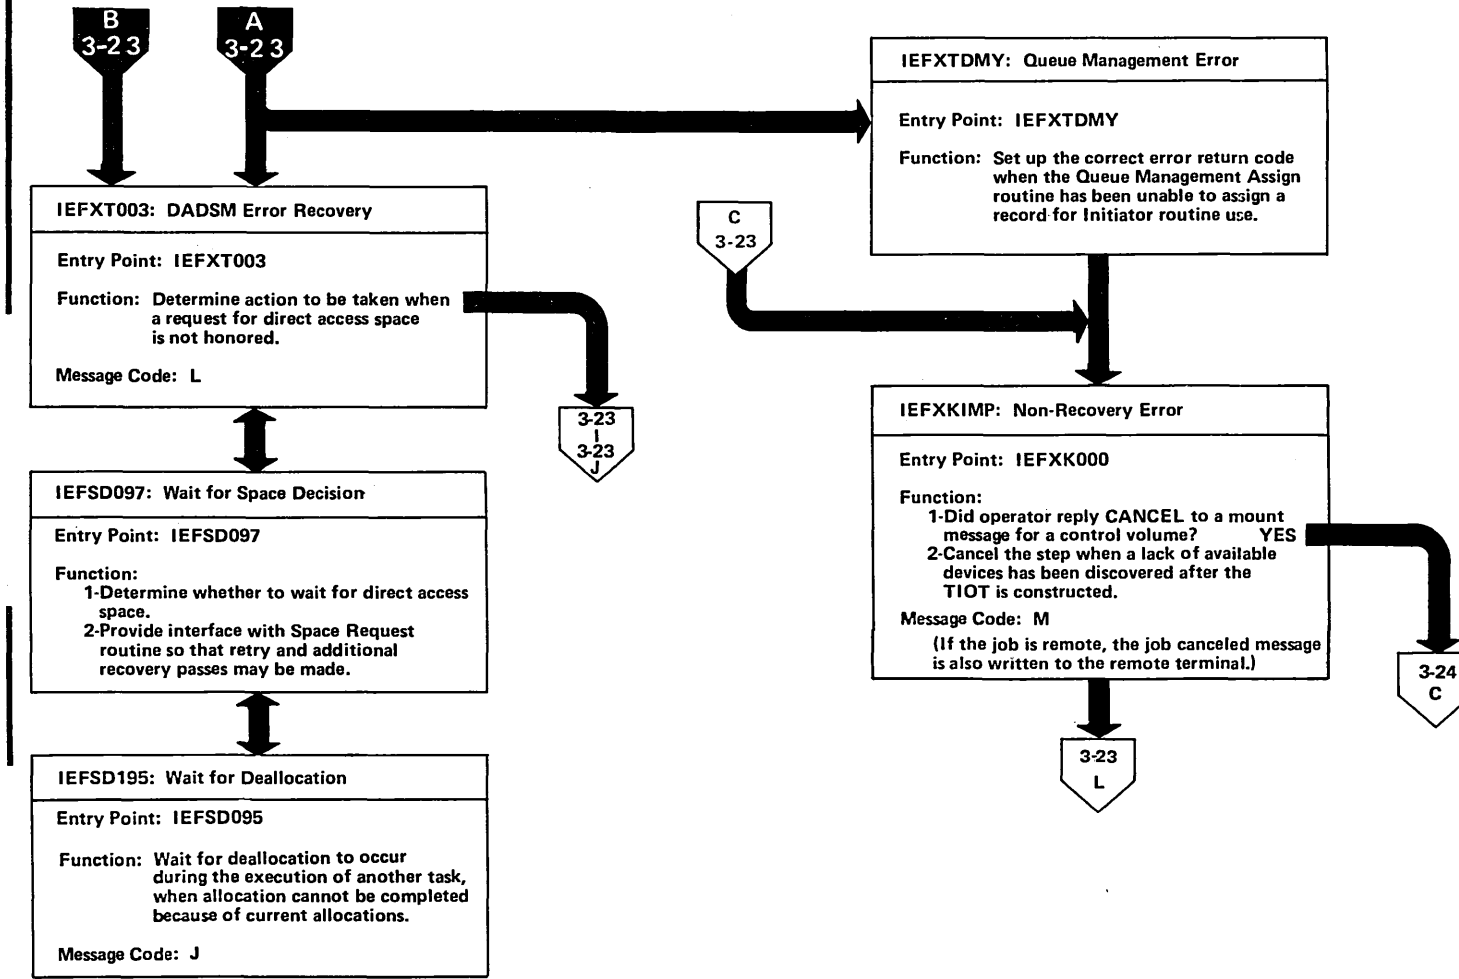 B
3-23
A
3-23
IEFXT003: DADSM Error Recovery
Entry Point: IEFXT003
Function: Determine action to be taken when
a request for direct access space
is not honored.
Message Code: L
3-23
I
3-23
J
IEFSD097: Wait for Space Decision
Entry Point: IEFSD097
Function:
1-Determine whether to wait for direct access
space.
2-Provide interface with Space Request
routine so that retry and additional
recovery passes may be made.
IEFSD195: Wait for Deallocation
Entry Point: IEFSD095
Function: Wait for deallocation to occur
during the execution of another task,
when allocation cannot be completed
because of current allocations.
Message Code: J
IEFXTDMY: Queue Management Error
Entry Point: IEFXTDMY
Function: Set up the correct error return code
when the Queue Management Assign
routine has been unable to assign a
record for Initiator routine use.
C
3-23
IEFXKIMP: Non-Recovery Error
Entry Point: IEFXK000
Function:
1-Did operator reply CANCEL to a mount
message for a control volume? YES
2-Cancel the step when a lack of available
devices has been discovered after the
TIOT is constructed.
Message Code: M
(If the job is remote, the job canceled message
is also written to the remote terminal.)
3-24
C
3-23
L